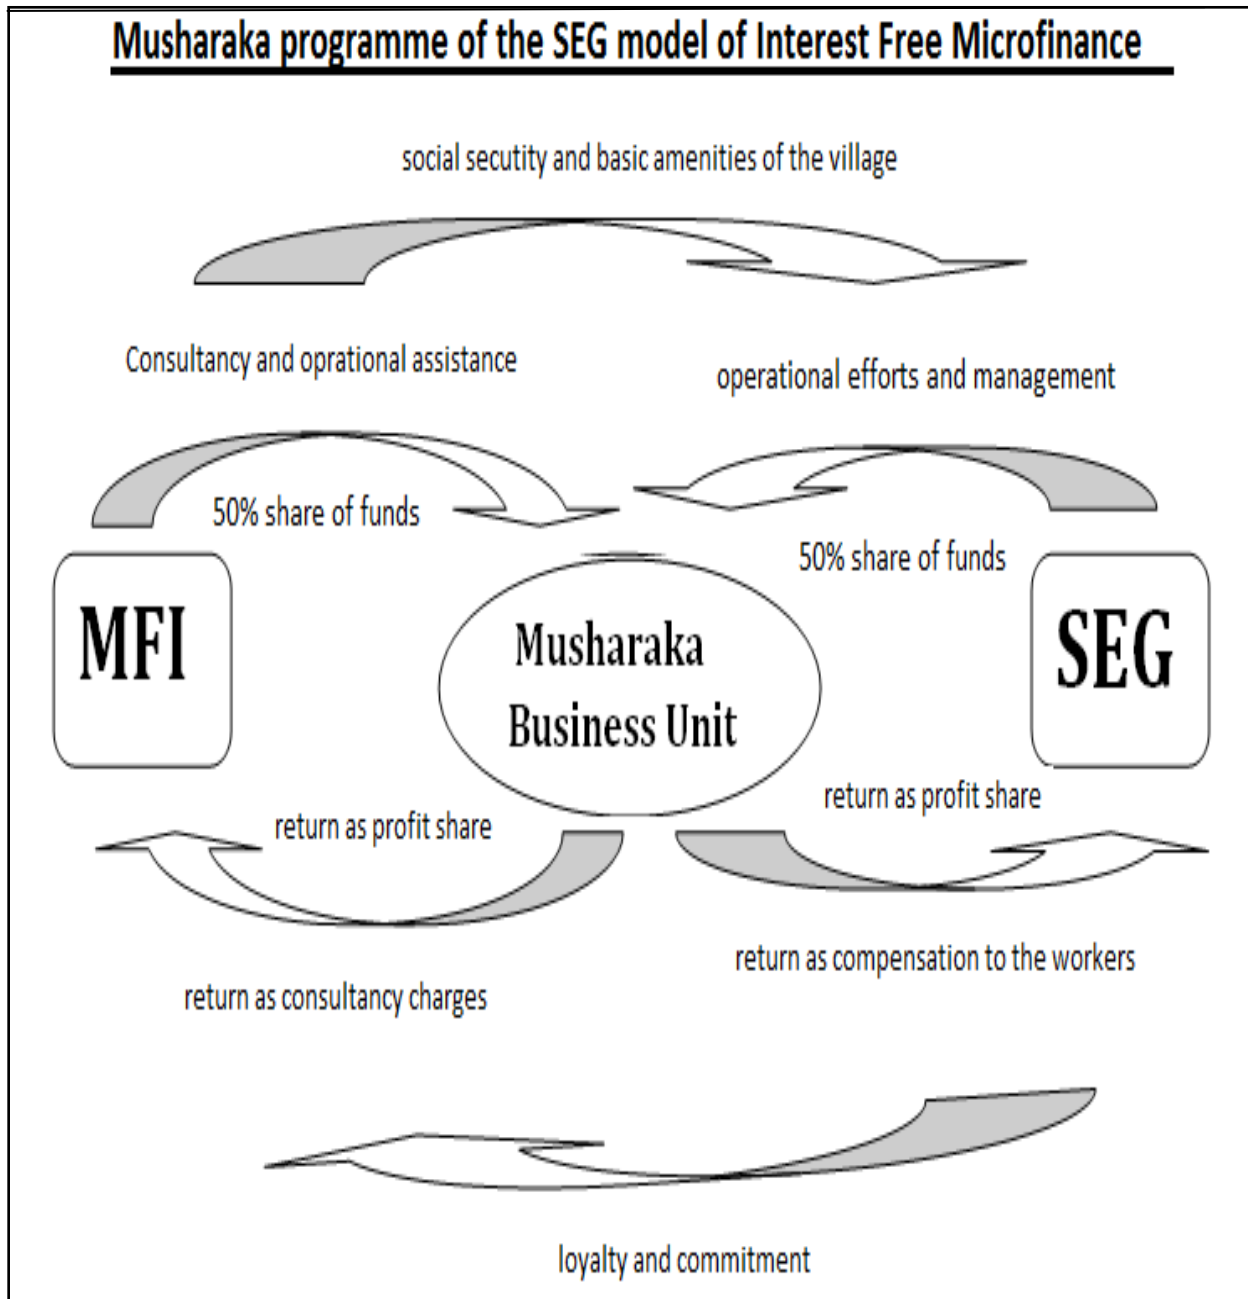 Musharaka programme of the SEG model of Interest Free Microfinance
social secutity and basic amenities of the village
Consultancy and oprational assistance
operational efforts and management
50% share of funds
50% share of funds
MFI
Musharaka
Business Unit
SEG
return as profit share
return as profit share
return as compensation to the workers
return as consultancy charges
loyalty and commitment